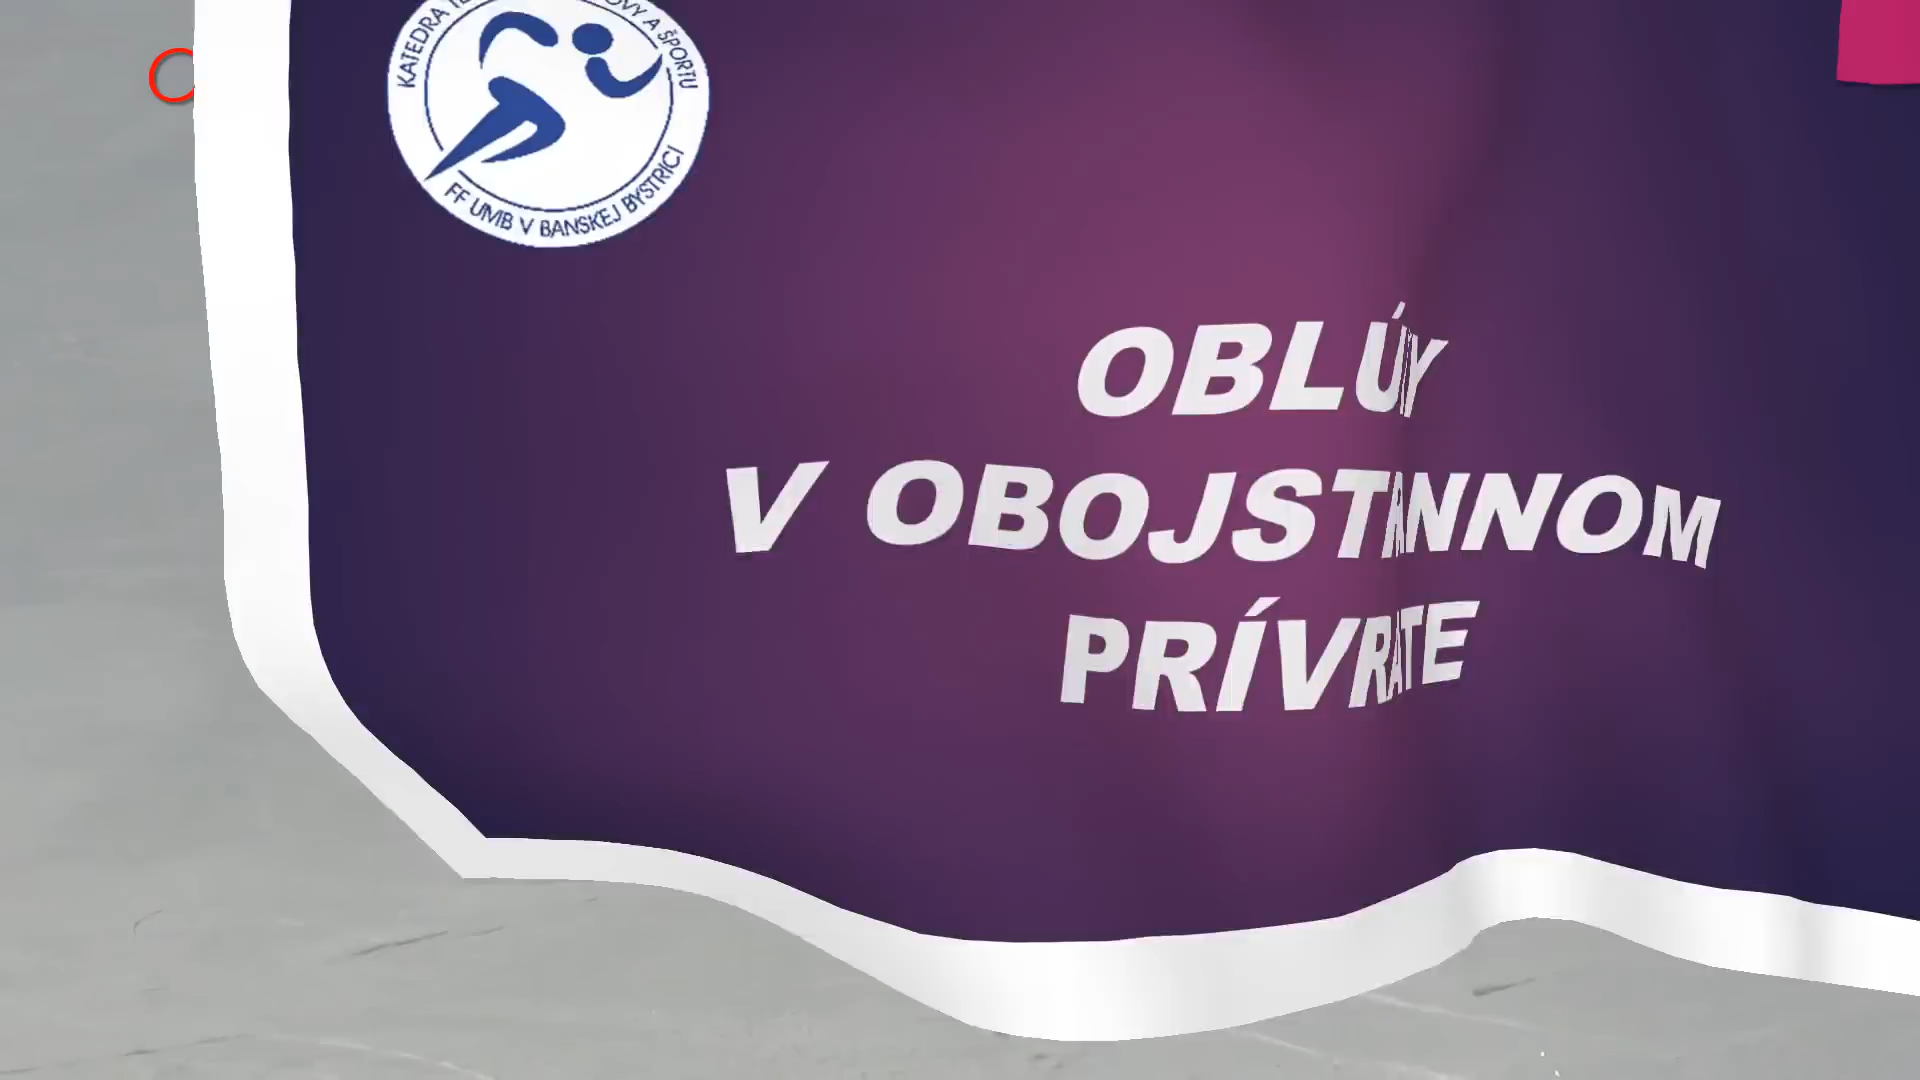 KATEDRA A ŠPORTU
FF UMB V BANSKEJ BYSTRICI
OBLÚKY
V OBOJSTRANNOM
PRÍVRATE